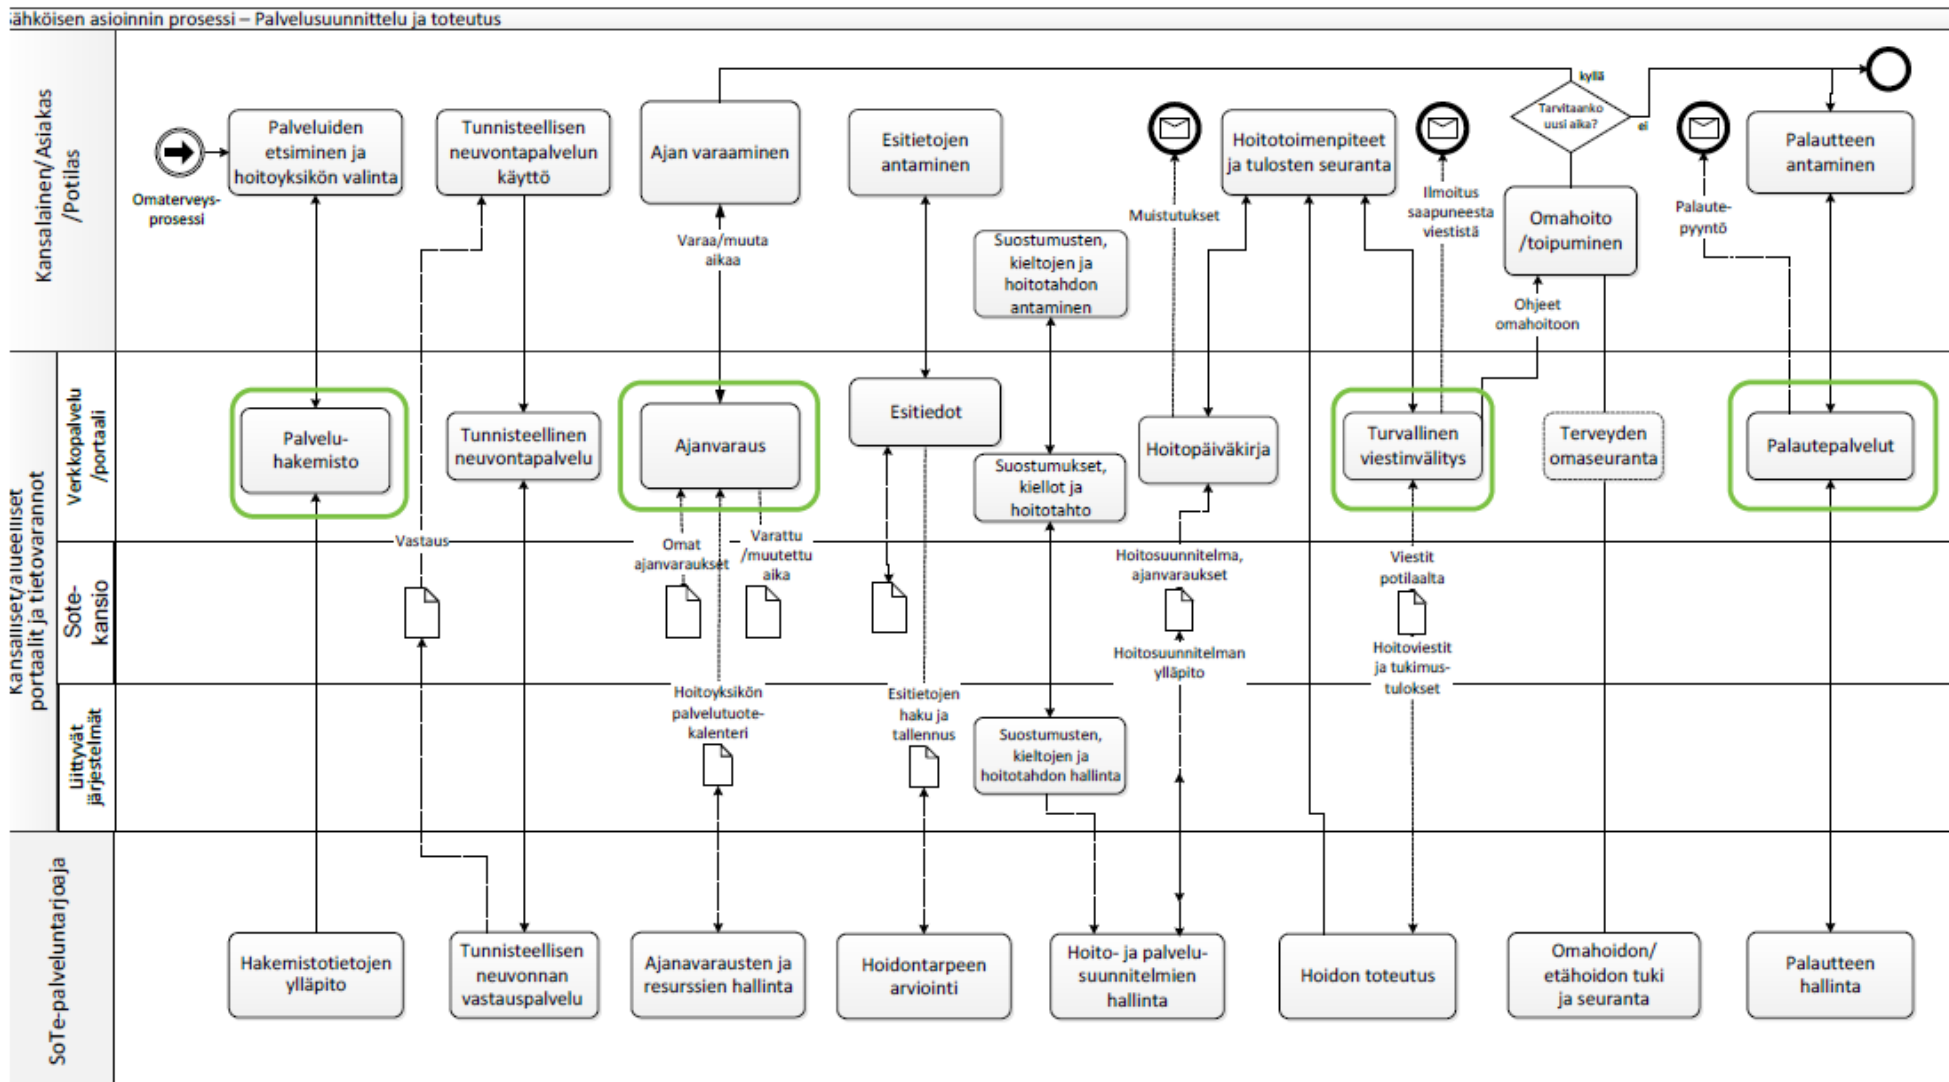 Sähköisen asioinnin prosessi – Palvelusuunnittelu ja toteutus
Kansalainen/Asiakas
/Potilas
Omaterveys-
prosessi
Palveluiden
etsiminen ja
hoitoyksikön valinta
Tunnisteellisen
neuvontapalvelun
käyttö
Ajan varaaminen
Varaa/muuta
aikaa
Esitietojen
antaminen
Suostumusten,
kieltojen ja
hoitotahdon
antaminen
Muistutukset
Hoitotoimenpiteet
ja tulosten seuranta
Ilmoitus
saapuneesta
viestistä
kyllä
Tarvitaanko
uusi aika?
ei
Omahoito
/toipuminen
Ohjeet
omahoitoon
Palaute-
pyyntö
Palautteen
antaminen
Kansalliset/alueelliset
portaalit ja tietovarannot
Verkkopalvelu
/portaali
Palvelu-
hakemisto
Tunnisteellinen
neuvontapalvelu
Ajanvaraus
Esitiedot
Suostumukset,
kiellot ja
hoitotahto
Hoitopäiväkirja
Turvallinen
viestinvälitys
Terveyden
omaseuranta
Palautepalvelut
Sote-
kansio
Vastaus
Omat
ajanvaraukset
Varattu
/muutettu
aika
Hoitosuunnitelma,
ajanvaraukset
Hoitosuunnitelman
ylläpito
Viestit
potilaalta
Hoitoviestit
ja tukimus-
tulokset
Liittyvät
järjestelmät
Hoitoyksikön
palvelutuote-
kalenteri
Esitietojen
haku ja
tallennus
Suostumusten,
kieltojen ja
hoitotahdon hallinta
SoTe-palveluntarjoaja
Hakemistotietojen
ylläpito
Tunnisteellisen
neuvonnan
vastauspalvelu
Ajanavarausten ja
resurssien hallinta
Hoidontarpeen
arviointi
Hoito- ja palvelu-
suunnitelmien
hallinta
Hoidon toteutus
Omahoidon/
etähoidon tuki
ja seuranta
Palautteen
hallinta